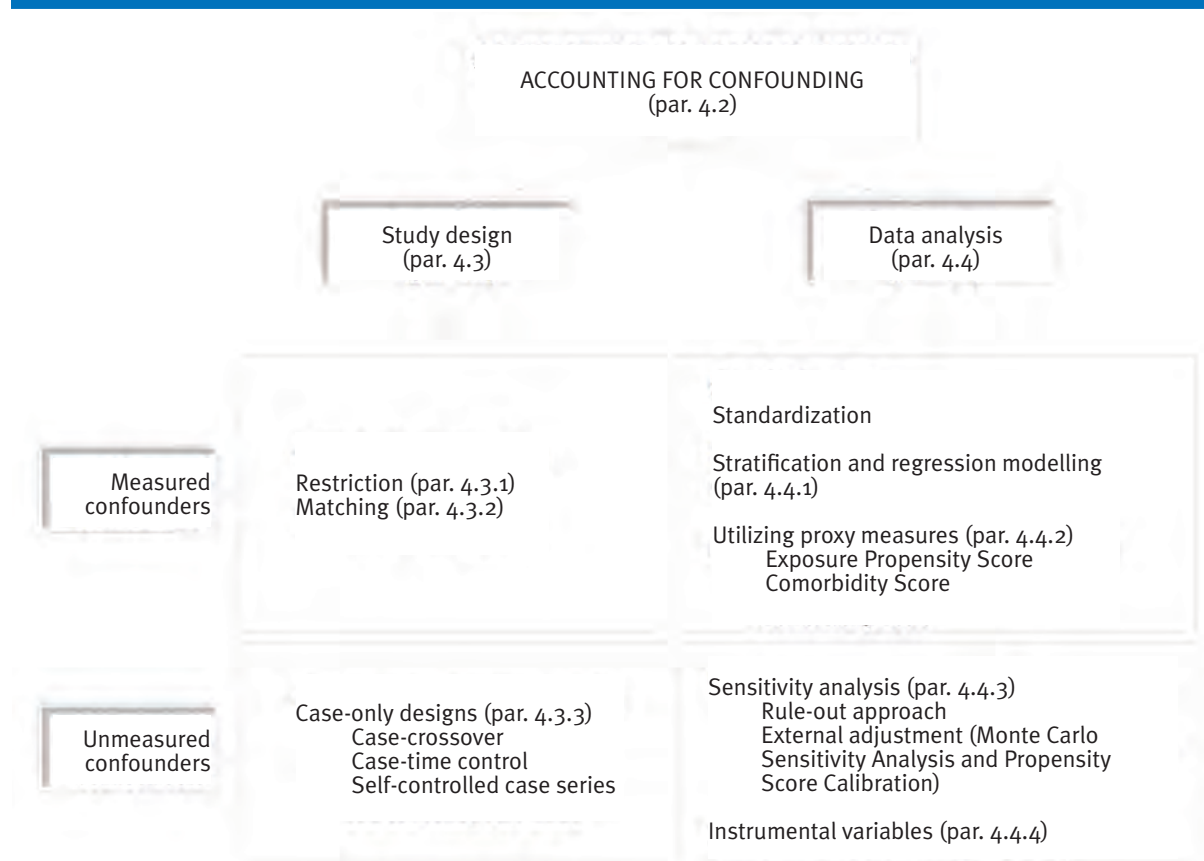 ACCOUNTING FOR CONFOUNDING
(par. 4.2)
Study design
(par. 4.3)
Data analysis
(par. 4.4)
Measured
confounders
Restriction (par. 4.3.1)
Matching (par. 4.3.2)
Standardization
Stratification and regression modelling
(par. 4.4.1)
Utilizing proxy measures (par. 4.4.2)
Exposure Propensity Score
Comorbidity Score
Unmeasured
confounders
Case-only designs (par. 4.3.3)
Case-crossover
Case-time control
Self-controlled case series
Sensitivity analysis (par. 4.4.3)
Rule-out approach
External adjustment (Monte Carlo
Sensitivity Analysis and Propensity
Score Calibration)
Instrumental variables (par. 4.4.4)